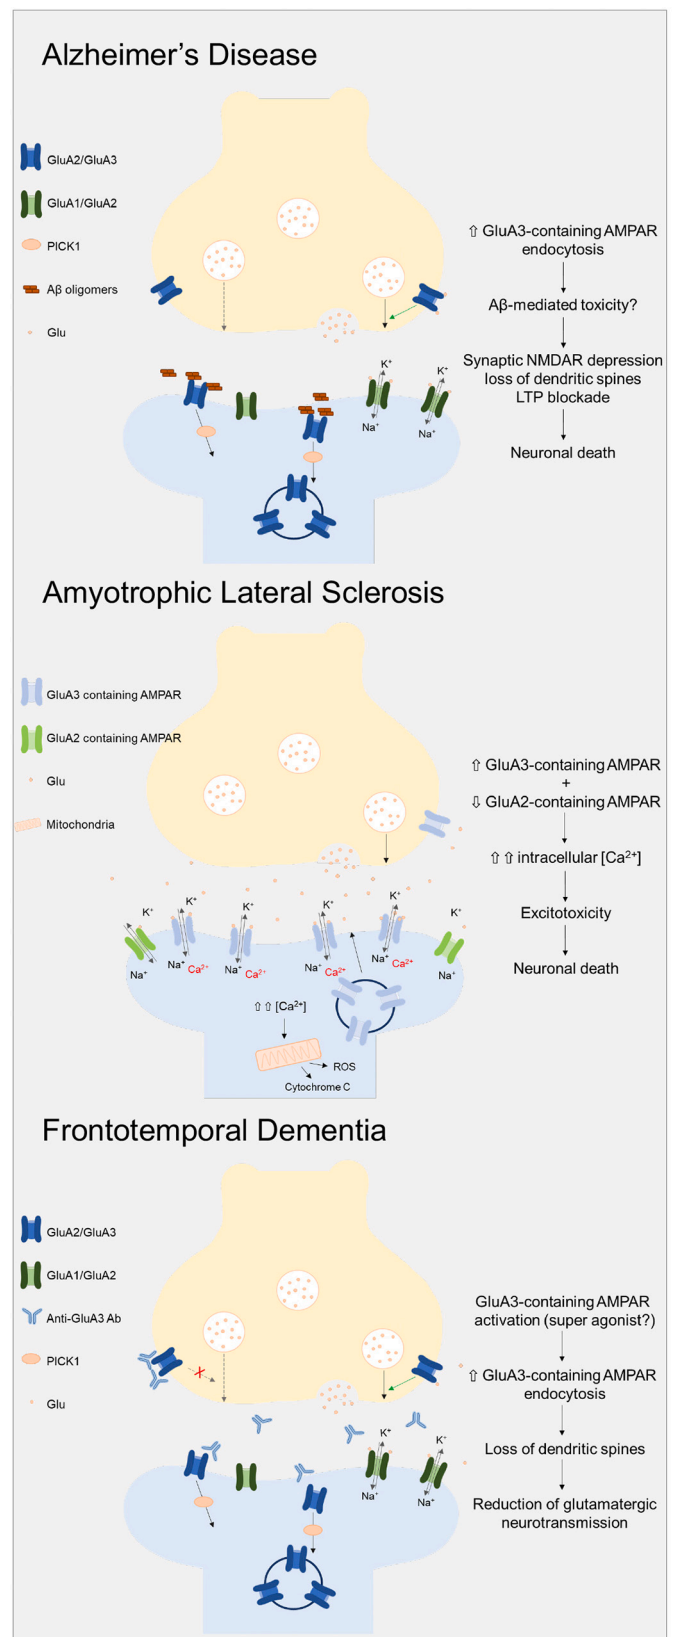 Alzheimer's Disease
GluA2/GluA3
GluA1/GluA2
PICK1
Aβ oligomers
Glu
K⁺
K⁺
Na⁺
Na⁺
⇧ GluA3-containing AMPAR
endocytosis
Aβ-mediated toxicity?
Synaptic NMDAR depression
loss of dendritic spines
LTP blockade
Neuronal death
Amyotrophic Lateral Sclerosis
GluA3 containing AMPAR
GluA2 containing AMPAR
Glu
Mitochondria
K⁺
K⁺
K⁺
K⁺
K⁺
K⁺
Na⁺
Na⁺ Ca²⁺
Na⁺ Ca²⁺
Na⁺ Ca²⁺
Na⁺ Ca²⁺
Na⁺
⇧⇧ [Ca²⁺]
ROS
Cytochrome C
⇧ GluA3-containing AMPAR
+
⇩ GluA2-containing AMPAR
⇧⇧ intracellular [Ca²⁺]
Excitotoxicity
Neuronal death
Frontotemporal Dementia
GluA2/GluA3
GluA1/GluA2
Anti-GluA3 Ab
PICK1
Glu
X
K⁺
K⁺
Na⁺
Na⁺
GluA3-containing AMPAR
activation (super agonist?)
⇧ GluA3-containing AMPAR
endocytosis
Loss of dendritic spines
Reduction of glutamatergic
neurotransmission